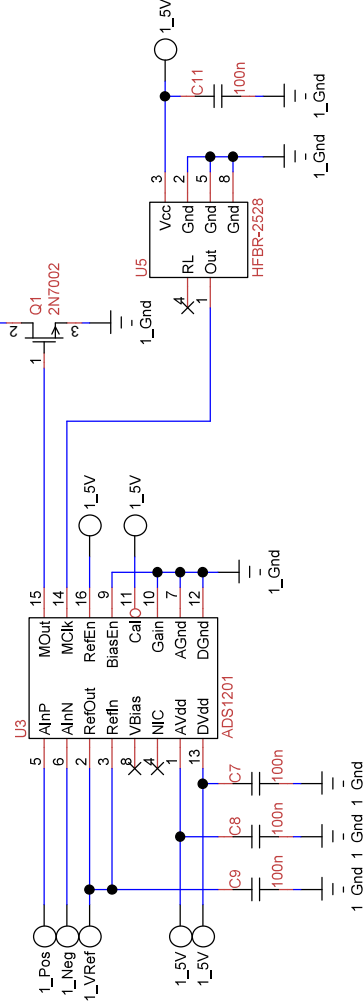 1_5V
C11
100n
1_Gnd
1_Gnd
3
2
5
8
Vcc
Gnd
Gnd
Gnd
U5
HFBR-2528
RL
Out
4
1
Q1
2N7002
2
3
1
1_Gnd
1_5V
1_5V
15
14
16
9
11
10
7
12
1_Gnd
MOut
MClk
RefEn
BiasEn
Cal
Gain
AGnd
DGnd
U3
ADS1201
AInP
AInN
RefOut
RefIn
VBias
NIC
AVdd
DVdd
5
6
2
3
8
4
1
13
C7
100n
C8
100n
C9
100n
1_Gnd
1_Gnd
1_Gnd
1_Pos
1_Neg
1_VRef
1_5V
1_5V